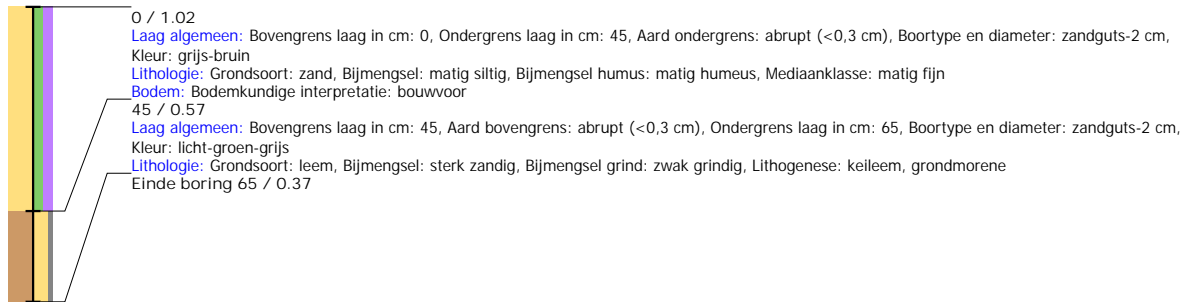 0 / 1.02
Laag algemeen: Bovengrens laag in cm: 0, Ondergrens laag in cm: 45, Aard ondergrens: abrupt (<0,3 cm), Boortype en diameter: zandguts-2 cm,
Kleur: grijs-bruin
Lithologie: Grondsoort: zand, Bijmengsel: matig siltig, Bijmengsel humus: matig humeus, Mediaanklasse: matig fijn
Bodem: Bodemkundige interpretatie: bouwvoor
45 / 0.57
Laag algemeen: Bovengrens laag in cm: 45, Aard bovengrens: abrupt (<0,3 cm), Ondergrens laag in cm: 65, Boortype en diameter: zandguts-2 cm,
Kleur: licht-groen-grijs
Lithologie: Grondsoort: leem, Bijmengsel: sterk zandig, Bijmengsel grind: zwak grindig, Lithogenese: keileem, grondmorene
Einde boring 65 / 0.37